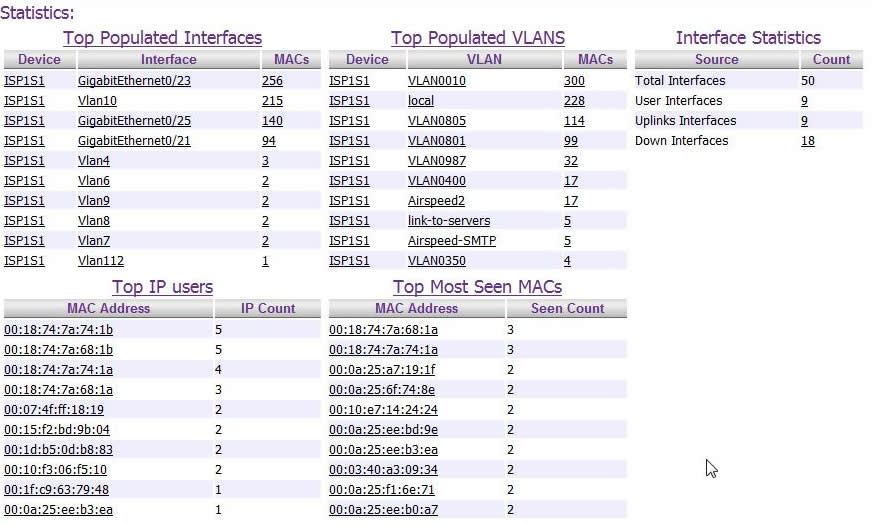 Statistics:
Top Populated Interfaces
Device Interface MACs
ISP1S1 GigabitEthernet0/23 256
ISP1S1 Vlan10 215
ISP1S1 GigabitEthernet0/25 140
ISP1S1 GigabitEthernet0/21 94
ISP1S1 Vlan4 3
ISP1S1 Vlan6 2
ISP1S1 Vlan9 2
ISP1S1 Vlan8 2
ISP1S1 Vlan7 2
ISP1S1 Vlan112 1
Top Populated VLANS
Device VLAN MACs
ISP1S1 VLAN0010 300
ISP1S1 local 228
ISP1S1 VLAN0805 114
ISP1S1 VLAN0801 99
ISP1S1 VLAN0987 32
ISP1S1 VLAN0400 17
ISP1S1 Airspeed2 17
ISP1S1 link-to-servers 5
ISP1S1 Airspeed-SMTP 5
ISP1S1 VLAN0350 4
Interface Statistics
Source Count
Total Interfaces 50
User Interfaces 9
Uplinks Interfaces 9
Down Interfaces 18
Top IP users
MAC Address IP Count
00:18:74:7a:74:1b 5
00:18:74:7a:68:1b 5
00:18:74:7a:74:1a 4
00:18:74:7a:68:1a 3
00:07:4f:ff:18:19 2
00:15:f2:bd:9b:04 2
00:1d:b5:0d:b8:83 2
00:10:f3:06:f5:10 2
00:1f:c9:63:79:48 1
00:0a:25:ee:b3:ea 1
Top Most Seen MACs
MAC Address Seen Count
00:18:74:7a:68:1a 3
00:18:74:7a:74:1a 3
00:0a:25:a7:19:1f 2
00:0a:25:6f:74:8e 2
00:10:e7:14:24:24 2
00:0a:25:ee:bd:9e 2
00:0a:25:ee:b3:ea 2
00:03:40:a3:09:34 2
00:0a:25:f1:6e:71 2
00:0a:25:ee:b0:a7 2